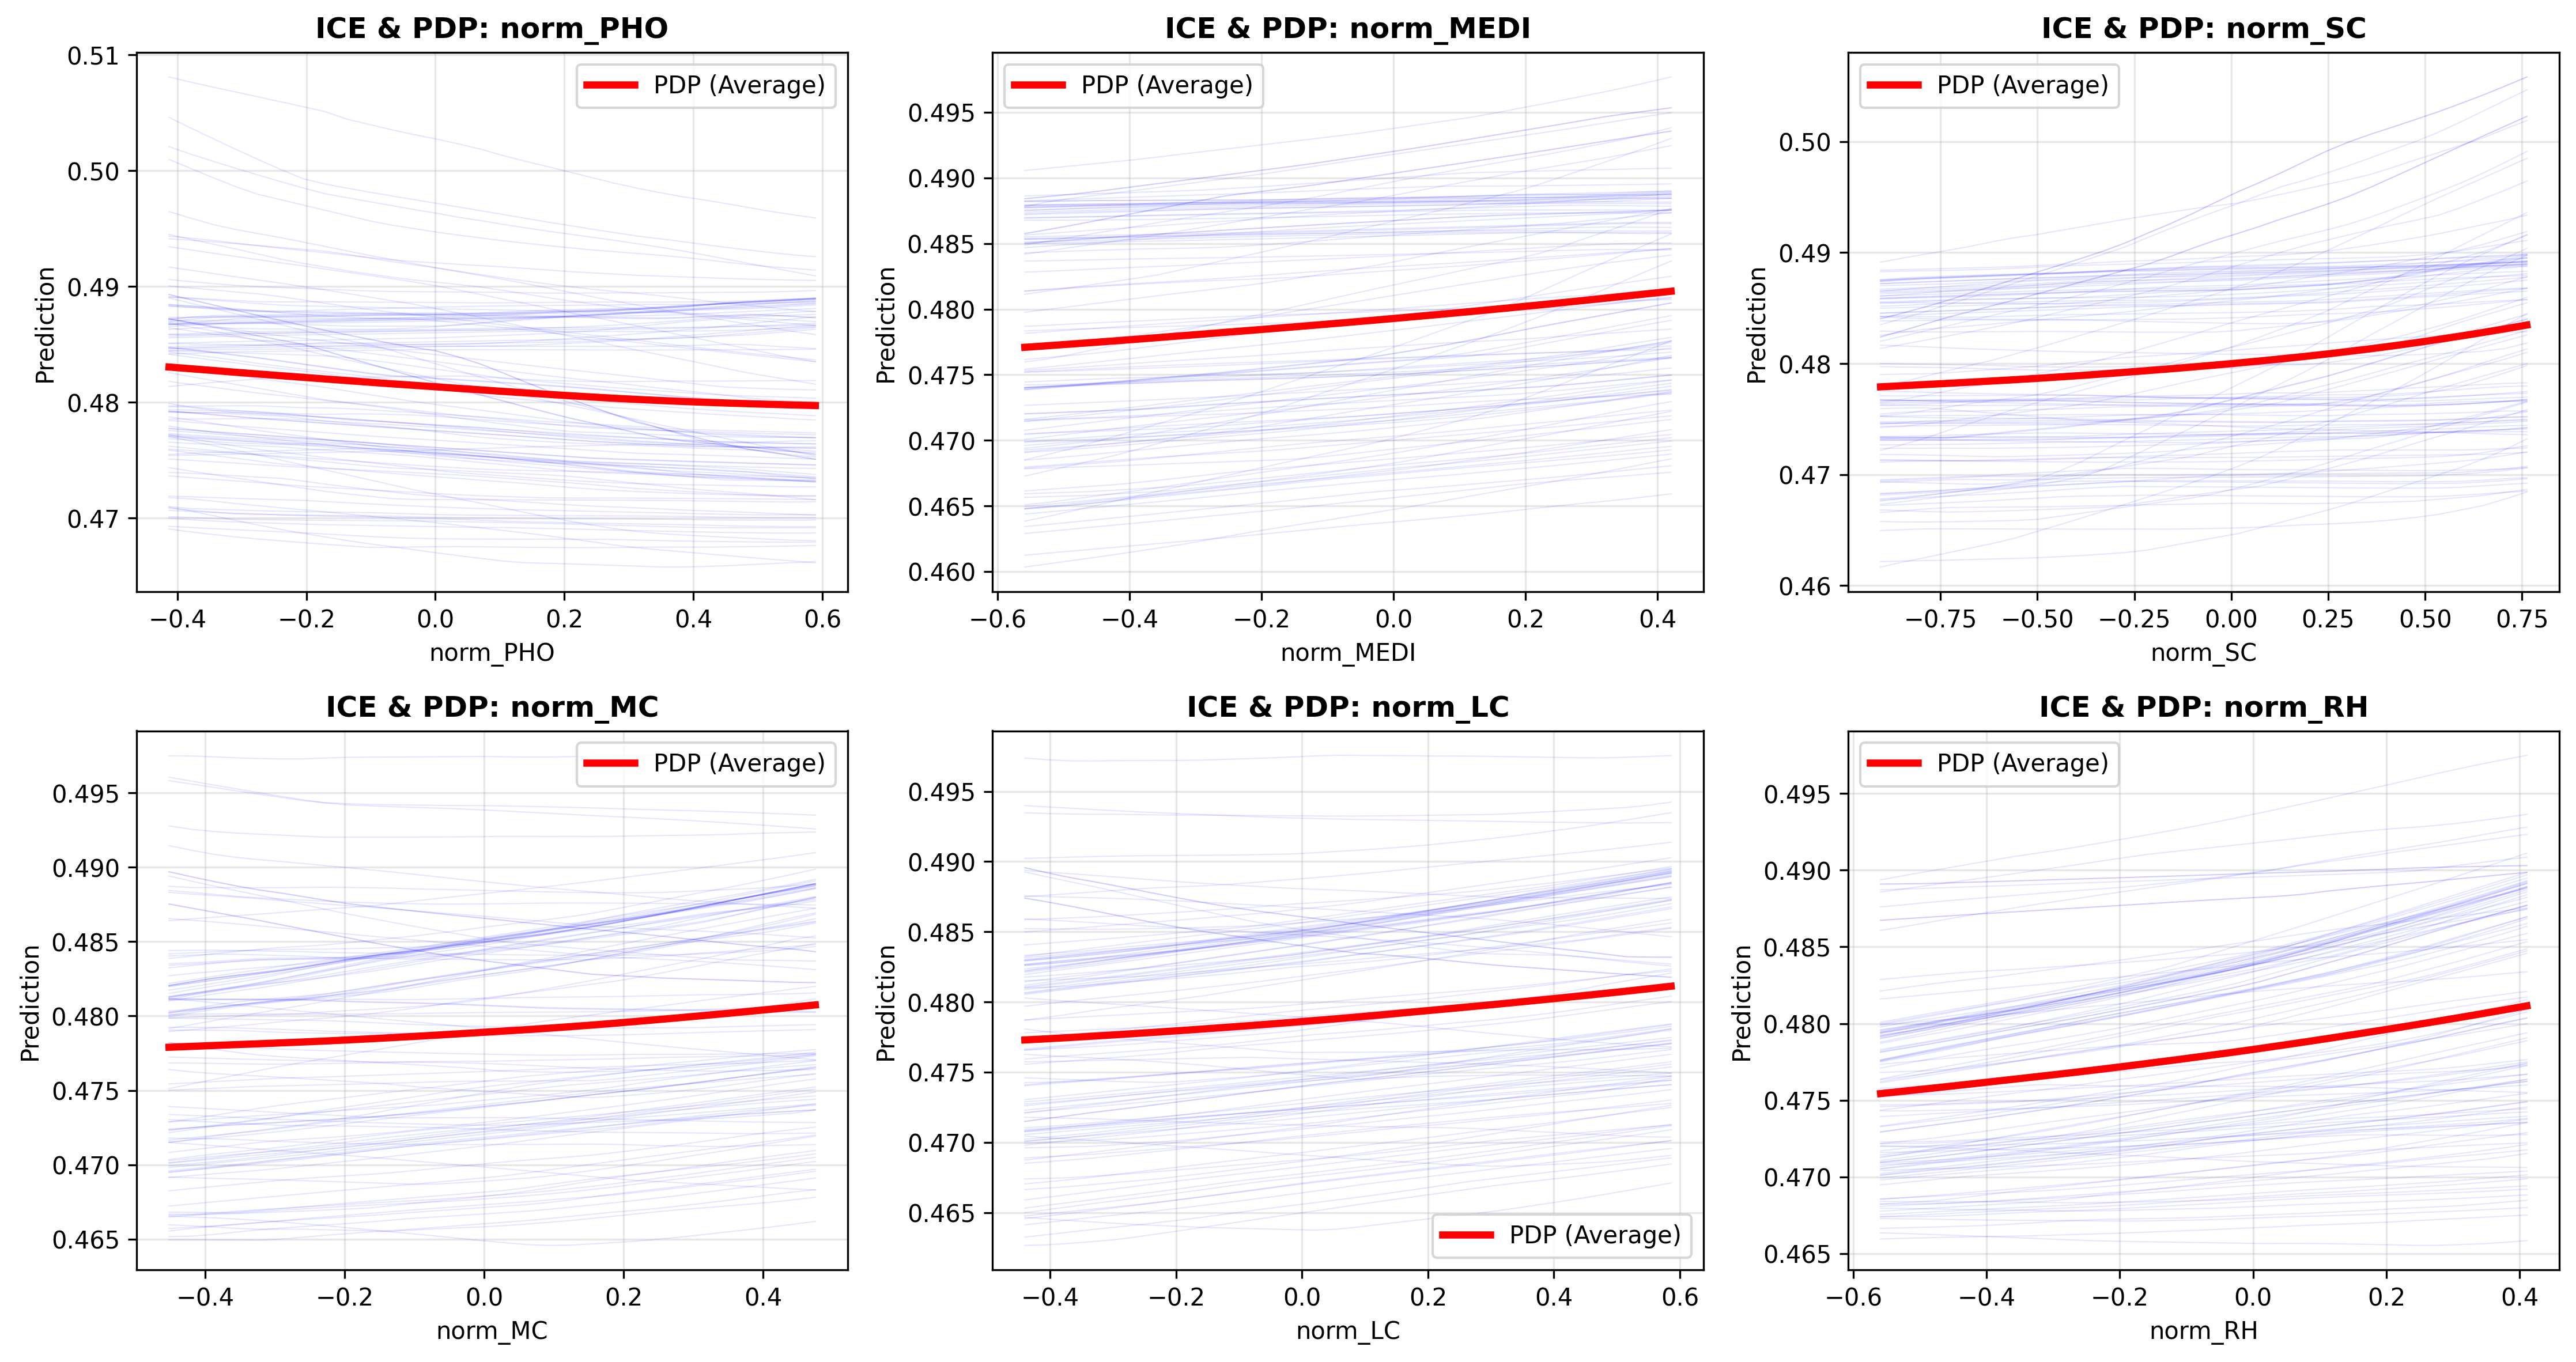 ICE & PDP: norm_PHO
PDP (Average)
0.51
0.50
0.49
0.48
0.47
Prediction
−0.4 −0.2 0.0 0.2 0.4 0.6
norm_PHO
ICE & PDP: norm_MEDI
PDP (Average)
0.495
0.490
0.485
0.480
0.475
0.470
0.465
0.460
Prediction
−0.6 −0.4 −0.2 0.0 0.2 0.4
norm_MEDI
ICE & PDP: norm_SC
PDP (Average)
0.50
0.49
0.48
0.47
0.46
Prediction
−0.75 −0.50 −0.25 0.00 0.25 0.50 0.75
norm_SC
ICE & PDP: norm_MC
PDP (Average)
0.495
0.490
0.485
0.480
0.475
0.470
0.465
Prediction
−0.4 −0.2 0.0 0.2 0.4
norm_MC
ICE & PDP: norm_LC
0.495
0.490
0.485
0.480
0.475
0.470
0.465
Prediction
PDP (Average)
−0.4 −0.2 0.0 0.2 0.4 0.6
norm_LC
ICE & PDP: norm_RH
PDP (Average)
0.495
0.490
0.485
0.480
0.475
0.470
0.465
Prediction
−0.6 −0.4 −0.2 0.0 0.2 0.4
norm_RH